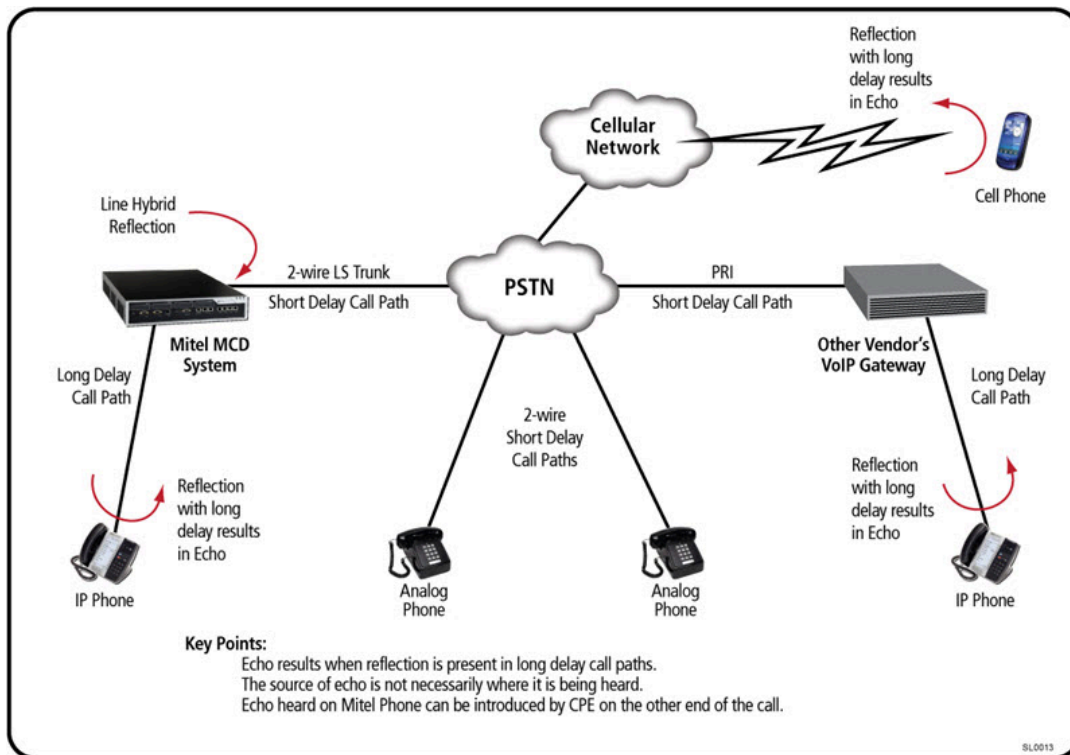 Reflection
with long
delay results
in Echo
Cellular
Network
Cell Phone
Line Hybrid
Reflection
2-wire LS Trunk
Short Delay Call Path
PSTN
PRI
Short Delay Call Path
Mitel MCD
System
Other Vendor's
VoIP Gateway
Long Delay
Call Path
Long Delay
Call Path
2-wire
Short Delay
Call Paths
Reflection
with long
delay results
in Echo
Reflection
with long
delay results
in Echo
IP Phone
Analog
Phone
Analog
Phone
IP Phone
Key Points:
Echo results when reflection is present in long delay call paths.
The source of echo is not necessarily where it is being heard.
Echo heard on Mitel Phone can be introduced by CPE on the other end of the call.
SL0013